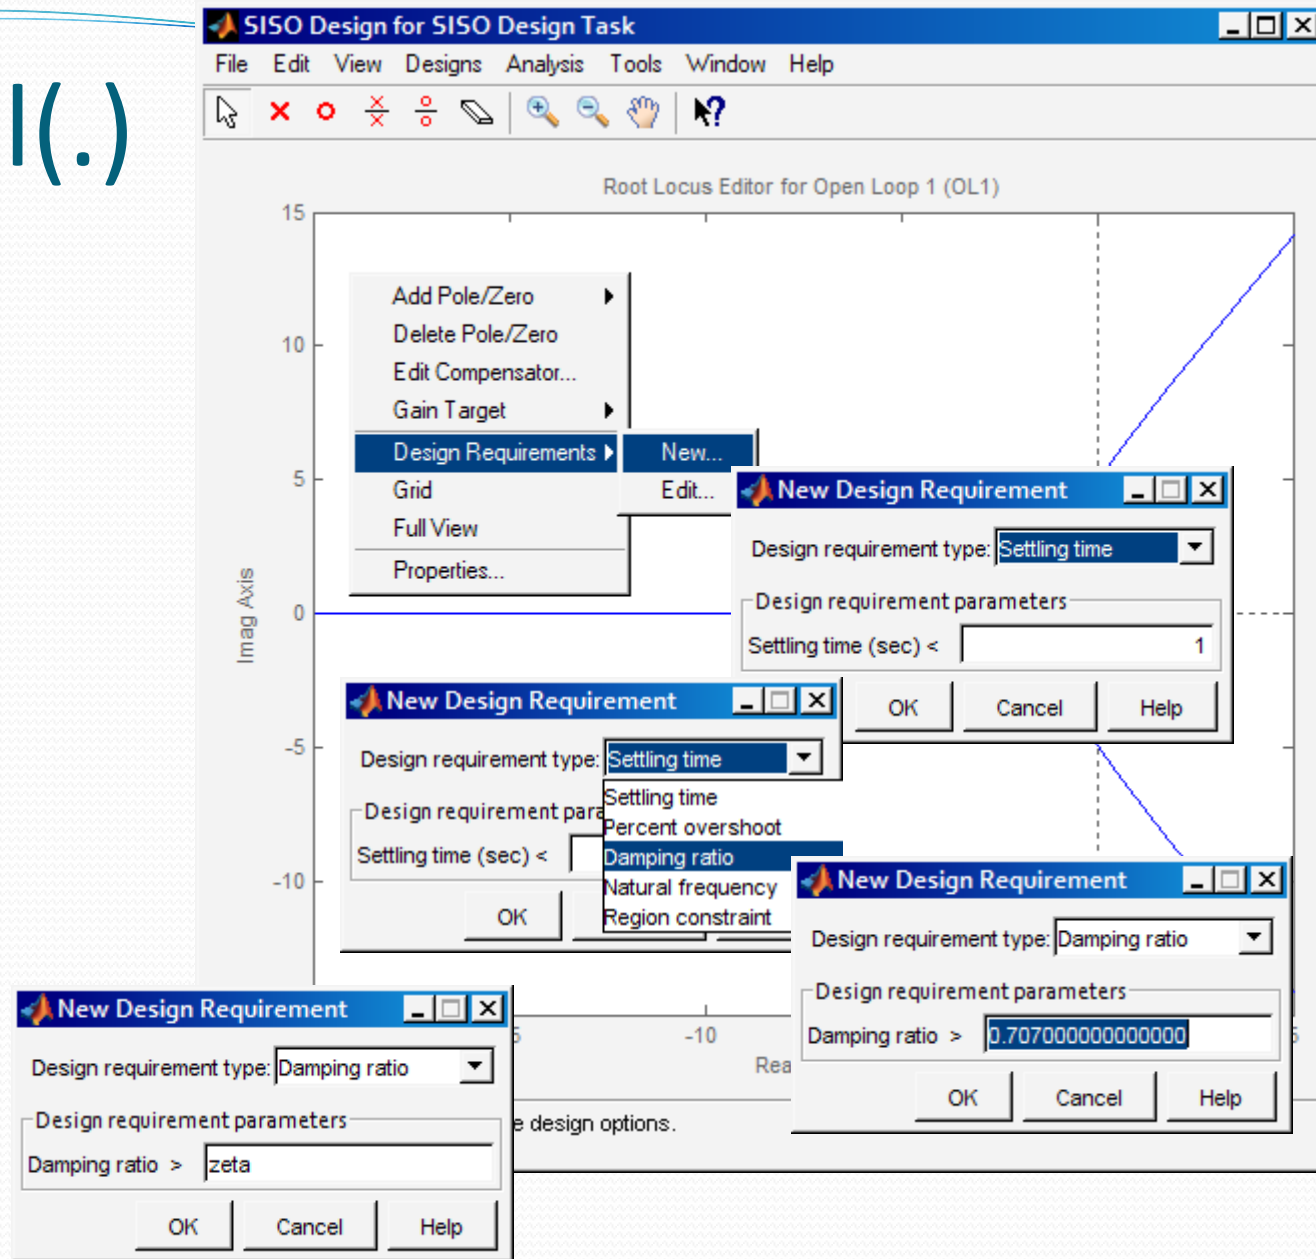 l(.)
SISO Design for SISO Design Task
File Edit View Designs Analysis Tools Window Help
Root Locus Editor for Open Loop 1 (OL1)
15
10
5
0
-5
-10
Imag Axis
Add Pole/Zero
Delete Pole/Zero
Edit Compensator...
Gain Target
Design Requirements
Grid
Full View
Properties...
New...
Edit...
New Design Requirement
Design requirement type: Settling time
Design requirement parameters
Settling time (sec) < 1
OK Cancel Help
New Design Requirement
Design requirement type: Settling time
Design requirement para
Settling time (sec) <
Settling time
Percent overshoot
Damping ratio
Natural frequency
Region constraint
OK
New Design Requirement
Design requirement type: Damping ratio
Design requirement parameters
Damping ratio > 0.707000000000000
OK Cancel Help
5 -10 5
Rea
e design options.
New Design Requirement
Design requirement type: Damping ratio
Design requirement parameters
Damping ratio > zeta
OK Cancel Help